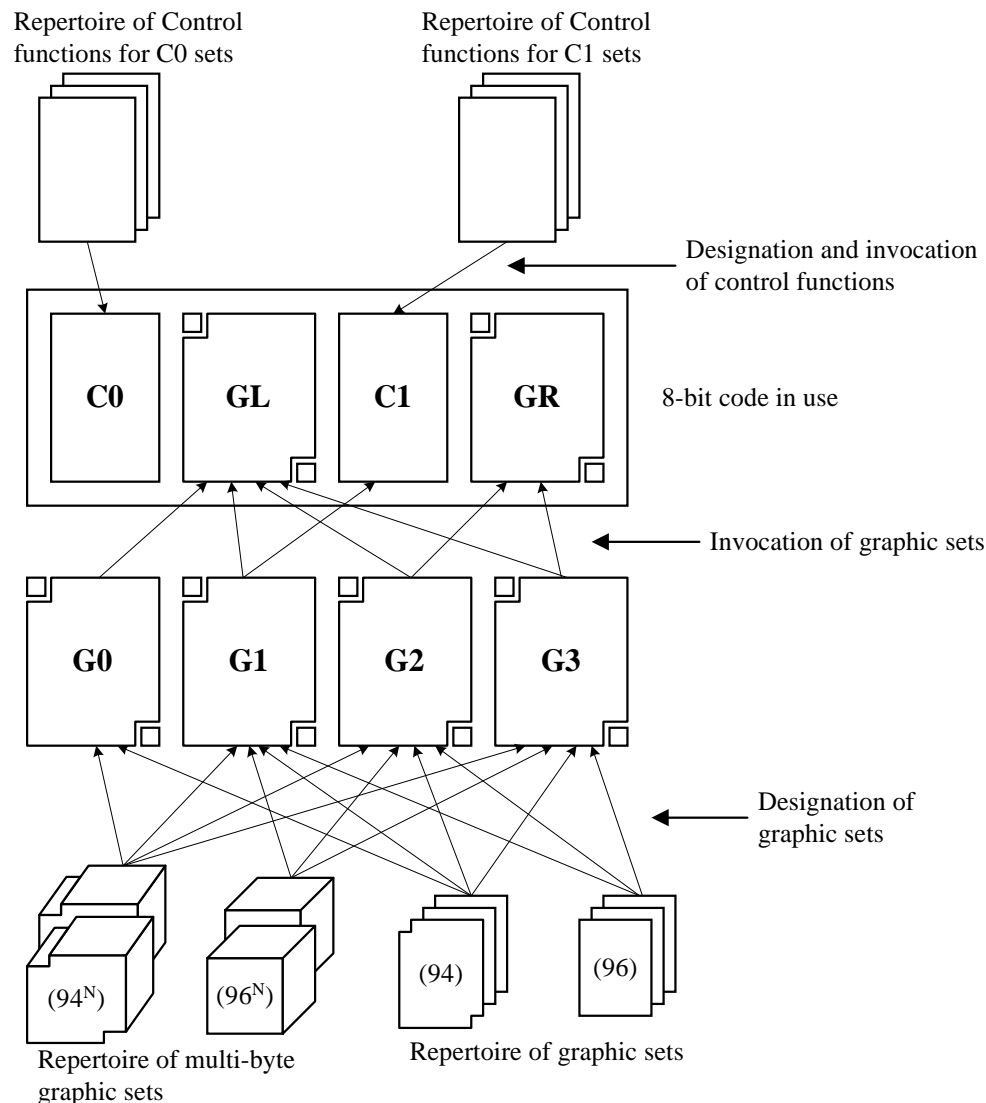 Repertoire of Control
functions for C0 sets
Repertoire of Control
functions for C1 sets
Designation and invocation
of control functions
C0
GL
C1
GR
8-bit code in use
Invocation of graphic sets
G0
G1
G2
G3
Designation of
graphic sets
(94ᴺ)
(96ᴺ)
(94)
(96)
Repertoire of multi-byte
graphic sets
Repertoire of graphic sets